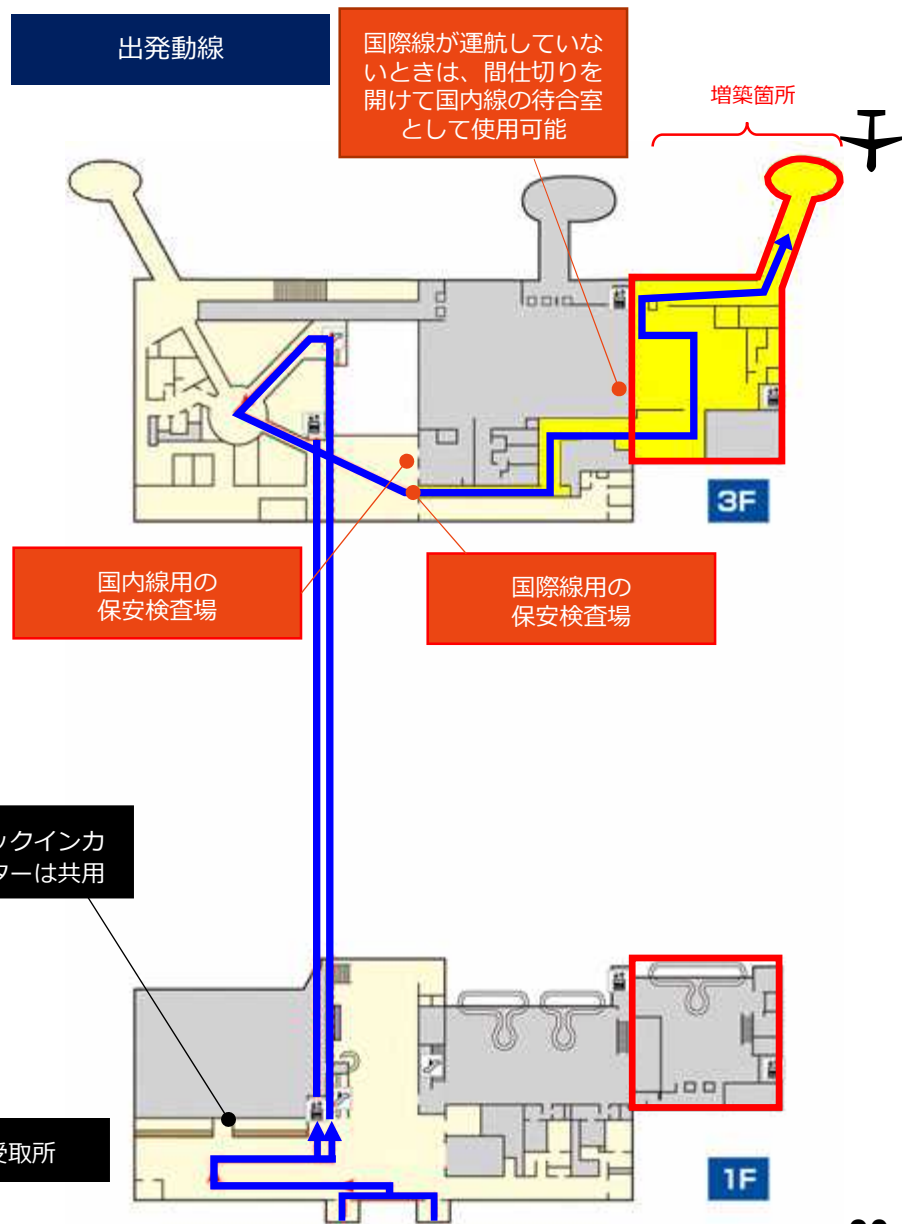 出発動線
国際線が運航していな
いときは、間仕切りを
開けて国内線の待合室
として使用可能
増築箇所
3F
国内線用の
保安検査場
国際線用の
保安検査場
ックインカ
ターは共用
受取所
1F